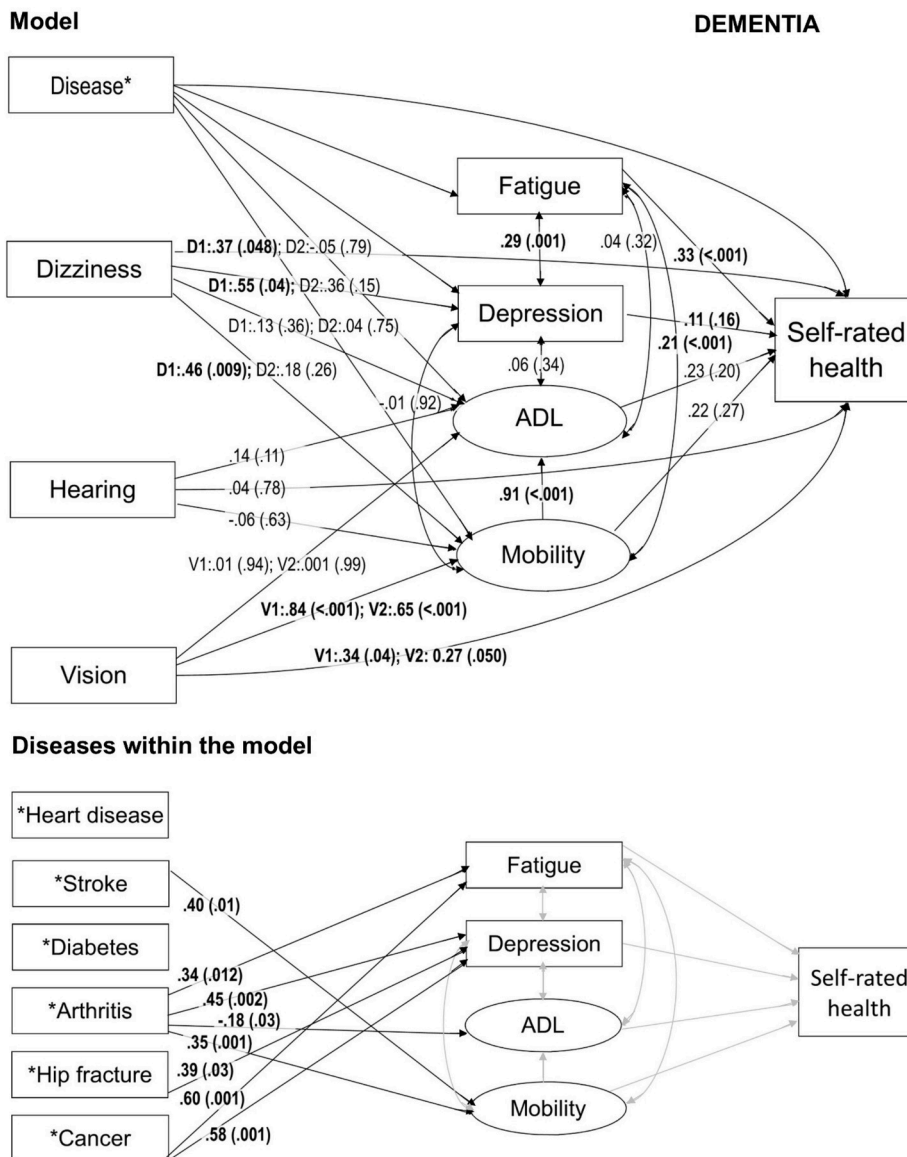 Model
DEMENTIA
Disease*
Fatigue
.29 (.001)
.04 (.32)
.33 (<.001)
Dizziness
D1:.37 (.048); D2:-.05 (.79)
D1:.55 (.04); D2:.36 (.15)
D1:.13 (.36); D2:.04 (.75)
D1:.46 (.009); D2:.18 (.26)
Depression
.11 (.16)
.21 (<.001)
Self-rated
health
.06 (.34)
.23 (.20)
-.01 (.92)
ADL
.22 (.27)
Hearing
.14 (.11)
.04 (.78)
-.06 (.63)
.91 (<.001)
Mobility
V1:.01 (.94); V2:.001 (.99)
V1:.84 (<.001); V2:.65 (<.001)
Vision
V1:.34 (.04); V2: 0.27 (.050)
Diseases within the model
*Heart disease
*Stroke
.40 (.01)
*Diabetes
.34 (.012)
*Arthritis
.45 (.002)
-.18 (.03)
.35 (.001)
*Hip fracture
.39 (.03)
.60 (.001)
*Cancer
.58 (.001)
Fatigue
Depression
ADL
Mobility
Self-rated
health